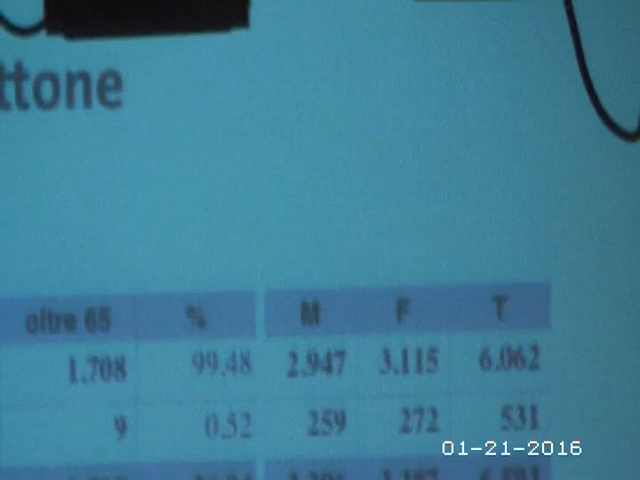 ttone
oltre 65 % M F T
1.708 99,48 2.947 3.115 6.062
9 0,52 259 272 531
01-21-2016